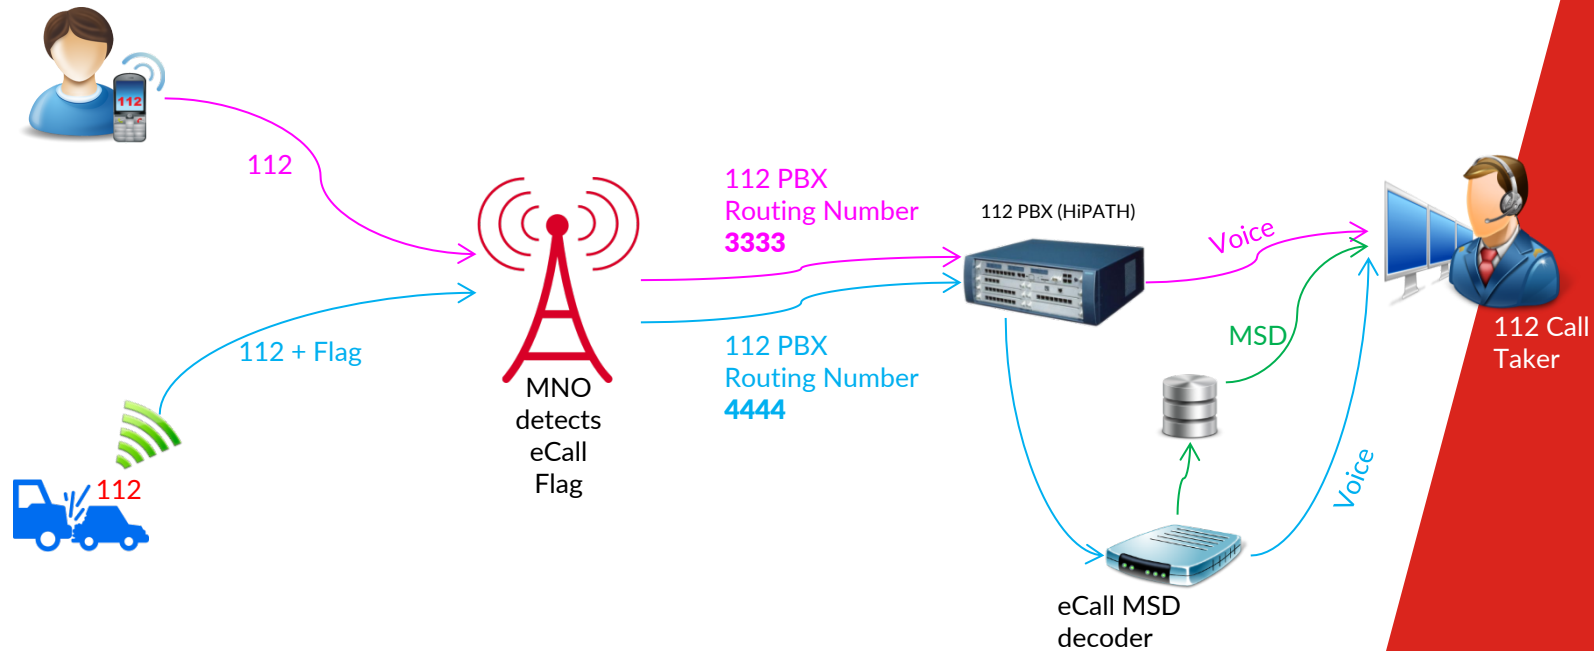 112
112
112 PBX
Routing Number
3333
112 PBX (HiPATH)
Voice
112 + Flag
112 PBX
Routing Number
4444
MSD
112 Call
Taker
MNO
detects
eCall
Flag
112
Voice
eCall MSD
decoder